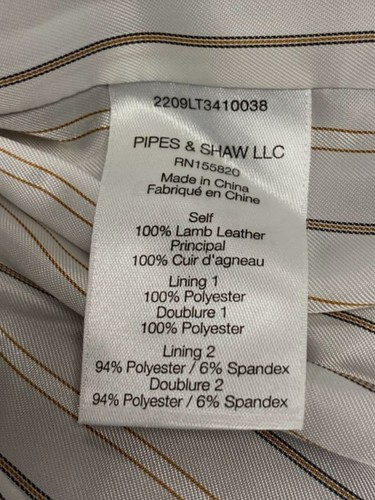 2209LT3410038
PIPES & SHAW LLC
RN155820
Made in China
Fabriqué en Chine
Self
100% Lamb Leather
Principal
100% Cuir d'agneau
Lining 1
100% Polyester
Doublure 1
100% Polyester
Lining 2
94% Polyester / 6% Spandex
Doublure 2
94% Polyester / 6% Spandex